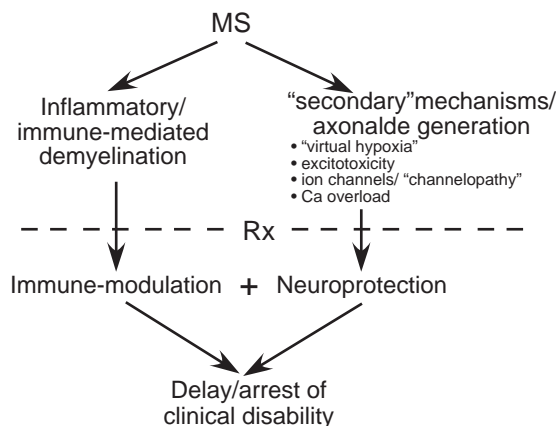 MS
Inflammatory/
immune-mediated
demyelination
“secondary”mechanisms/
axonalde generation
• “virtual hypoxia”
• excitotoxicity
• ion channels/ “channelopathy”
• Ca overload
Rx
Immune-modulation + Neuroprotection
Delay/arrest of
clinical disability